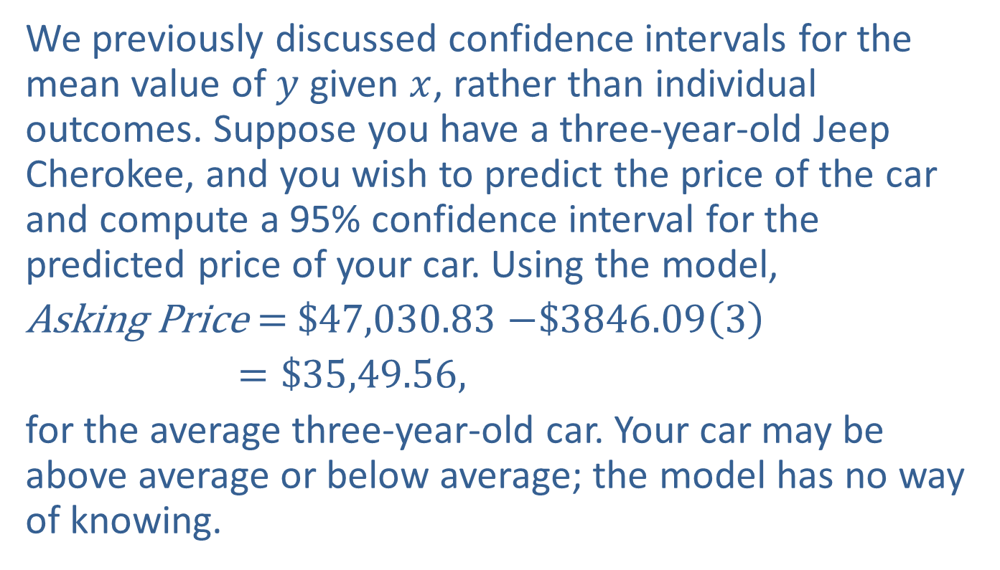 We previously discussed confidence intervals for the
mean value of y given x, rather than individual
outcomes. Suppose you have a three-year-old Jeep
Cherokee, and you wish to predict the price of the car
and compute a 95% confidence interval for the
predicted price of your car. Using the model,
Asking Price = $47,030.83 −$3846.09(3)
= $35,49.56,
for the average three-year-old car. Your car may be
above average or below average; the model has no way
of knowing.